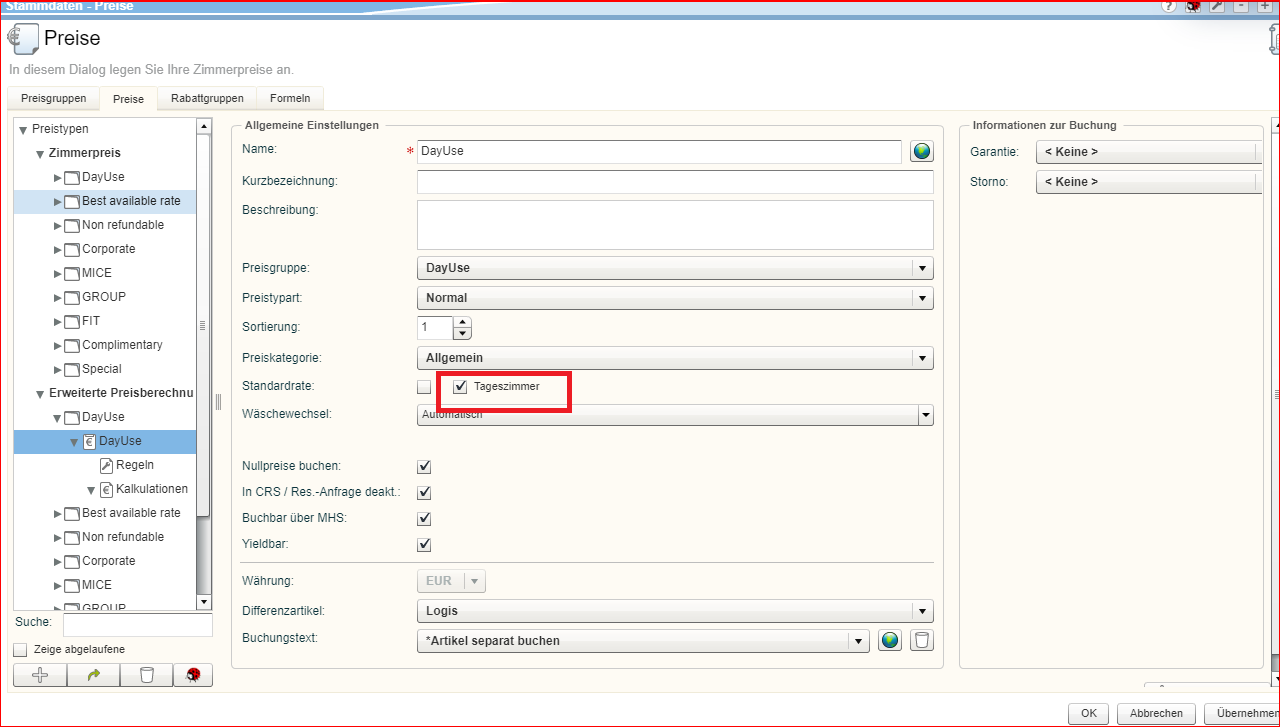 Stammdaten - Preise
Preise
In diesem Dialog legen Sie Ihre Zimmerpreise an.
Preisgruppen Preise Rabattgruppen Formeln
Preistypen
Zimmerpreis
DayUse
Best available rate
Non refundable
Corporate
MICE
GROUP
FIT
Complimentary
Special
Erweiterte Preisberechnu
DayUse
DayUse
Regeln
Kalkulationen
Best available rate
Non refundable
Corporate
MICE
GROUP
Suche:
Zeige abgelaufene
Allgemeine Einstellungen
Name: * DayUse
Kurzbezeichnung:
Beschreibung:
Preisgruppe: DayUse
Preistypart: Normal
Sortierung: 1
Preiskategorie: Allgemein
Standardrate: Tageszimmer
Wäschewechsel: Automatisch
Nullpreise buchen:
In CRS / Res.-Anfrage deakt.:
Buchbar über MHS:
Yieldbar:
Währung: EUR
Differenzartikel: Logis
Buchungstext: *Artikel separat buchen
Informationen zur Buchung
Garantie: < Keine >
Storno: < Keine >
OK Abbrechen Übernehmen